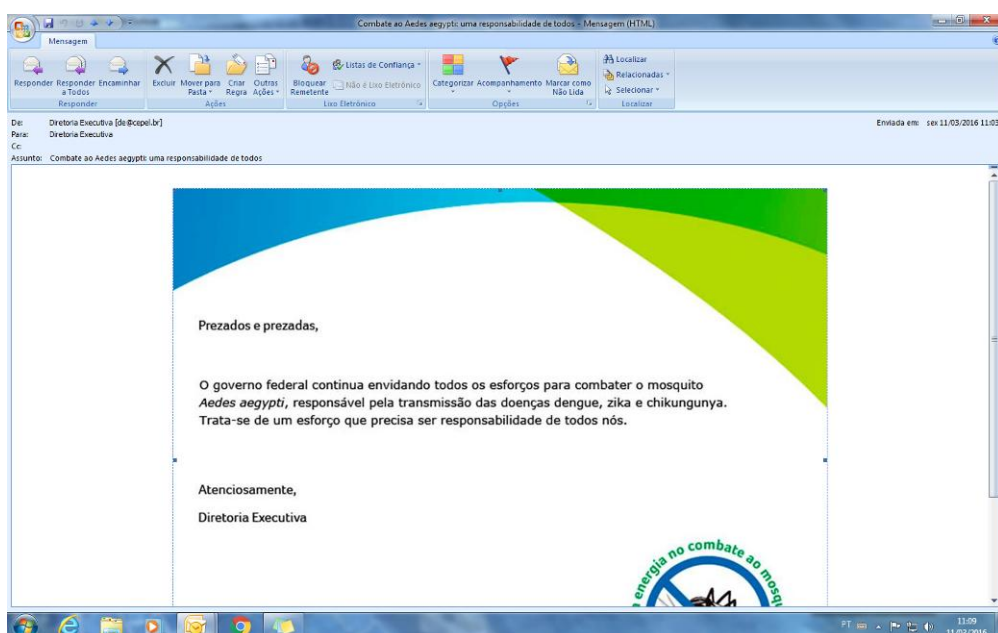 Combate ao Aedes aegypti: uma responsabilidade de todos - Mensagem (HTML)
Mensagem
Responder
Responder a Todos
Encaminhar
Excluir
Mover para Pasta
Criar Regra
Outras Ações
Bloquear Remetente
Listas de Confiança
Não é Lixo Eletrônico
Categorizar
Acompanhamento
Marcar como Não Lida
Localizar
Relacionadas
Selecionar
Responder
Ações
Lixo Eletrônico
Opções
Localizar
De: Diretoria Executiva [de@cepel.br]
Enviada em: sex 11/03/2016 11:03
Para: Diretoria Executiva
Cc:
Assunto: Combate ao Aedes aegypti: uma responsabilidade de todos
Prezados e prezadas,
O governo federal continua envidando todos os esforços para combater o mosquito
Aedes aegypti, responsável pela transmissão das doenças dengue, zika e chikungunya.
Trata-se de um esforço que precisa ser responsabilidade de todos nós.
Atenciosamente,
Diretoria Executiva
energia no combate ao
PT
11:09
11/03/2016